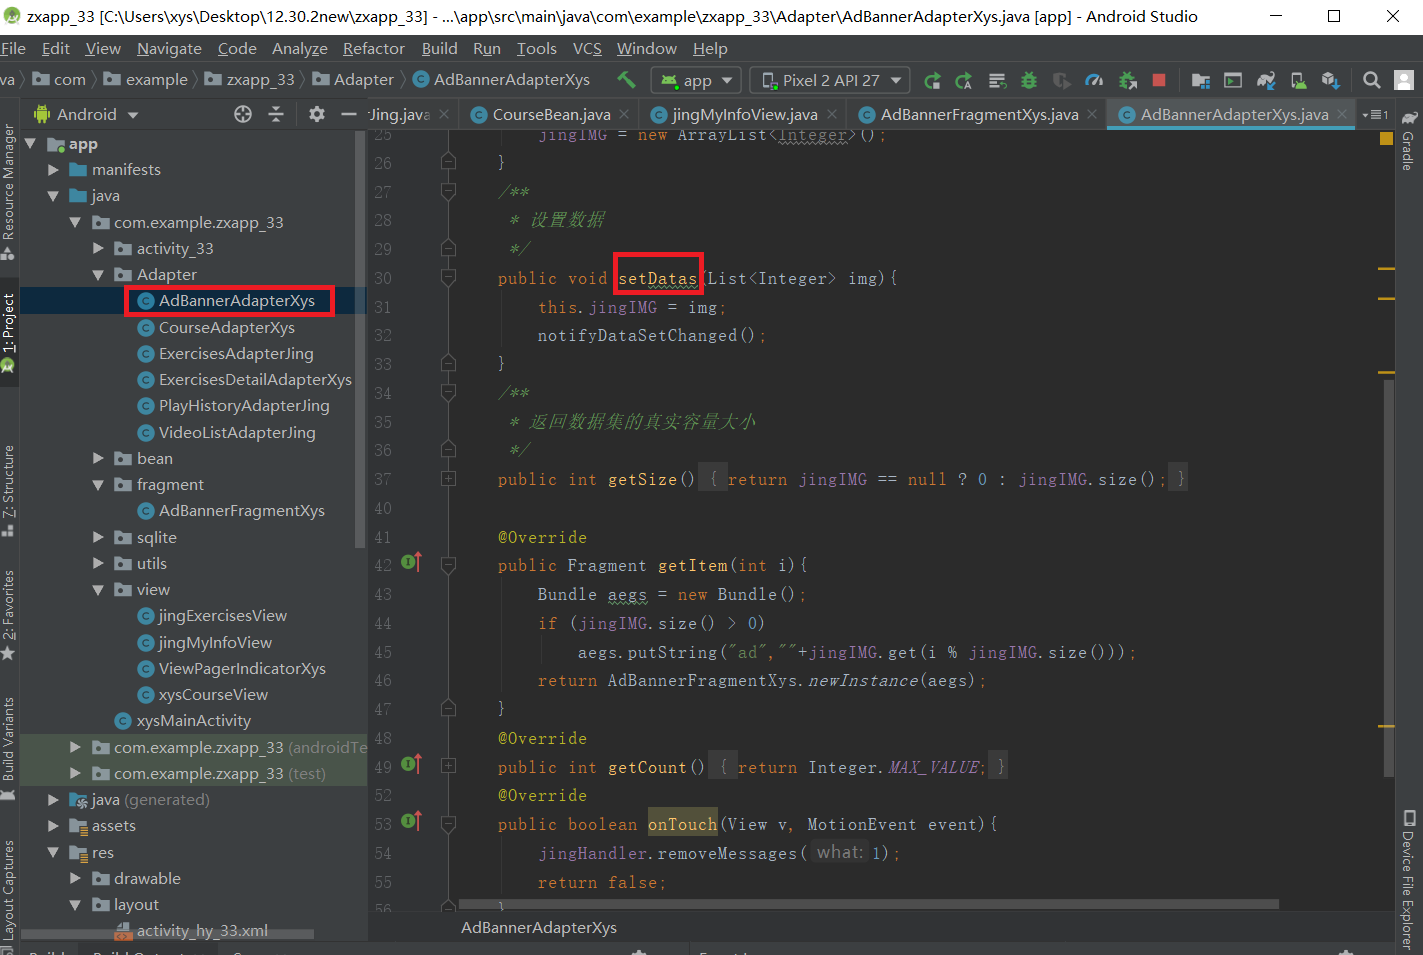 zxapp_33 [C:\Users\xys\Desktop\12.30.2new\zxapp_33] - ...\app\src\main\java\com\example\zxapp_33\Adapter\AdBannerAdapterXys.java [app] - Android Studio
File Edit View Navigate Code Analyze Refactor Build Run Tools VCS Window Help
va com example zxapp_33 Adapter AdBannerAdapterXys app Pixel 2 API 27
Android
rJing.java CourseBean.java jingMyInfoView.java AdBannerFragmentXys.java AdBannerAdapterXys.java 1
Resource Manager
1: Project
7: Structure
2: Favorites
Build Variants
Layout Captures
app
manifests
java
com.example.zxapp_33
activity_33
Adapter
AdBannerAdapterXys
CourseAdapterXys
ExercisesAdapterJing
ExercisesDetailAdapterXys
PlayHistoryAdapterJing
VideoListAdapterJing
bean
fragment
AdBannerFragmentXys
sqlite
utils
view
jingExercisesView
jingMyInfoView
ViewPagerIndicatorXys
xysCourseView
xysMainActivity
com.example.zxapp_33 (androidTe
com.example.zxapp_33 (test)
java (generated)
assets
res
drawable
layout
activity_hy_33.xml
25 jingIMG = new ArrayList<Integer>();
26 }
27 /**
28 * 设置数据
29 */
30 public void setDatas(List<Integer> img){
31 this.jingIMG = img;
32 notifyDataSetChanged();
33 }
34 /**
35 * 返回数据集的真实容量大小
36 */
37 public int getSize() { return jingIMG == null ? 0 : jingIMG.size(); }
40
41 @Override
42 public Fragment getItem(int i){
43 Bundle aegs = new Bundle();
44 if (jingIMG.size() > 0)
45 aegs.putString("ad",""+jingIMG.get(i % jingIMG.size()));
46 return AdBannerFragmentXys.newInstance(aegs);
47 }
48 @Override
49 public int getCount() { return Integer.MAX_VALUE; }
52 @Override
53 public boolean onTouch(View v, MotionEvent event){
54 jingHandler.removeMessages( what: 1);
55 return false;
56 }
AdBannerAdapterXys
Gradle
Device File Explorer